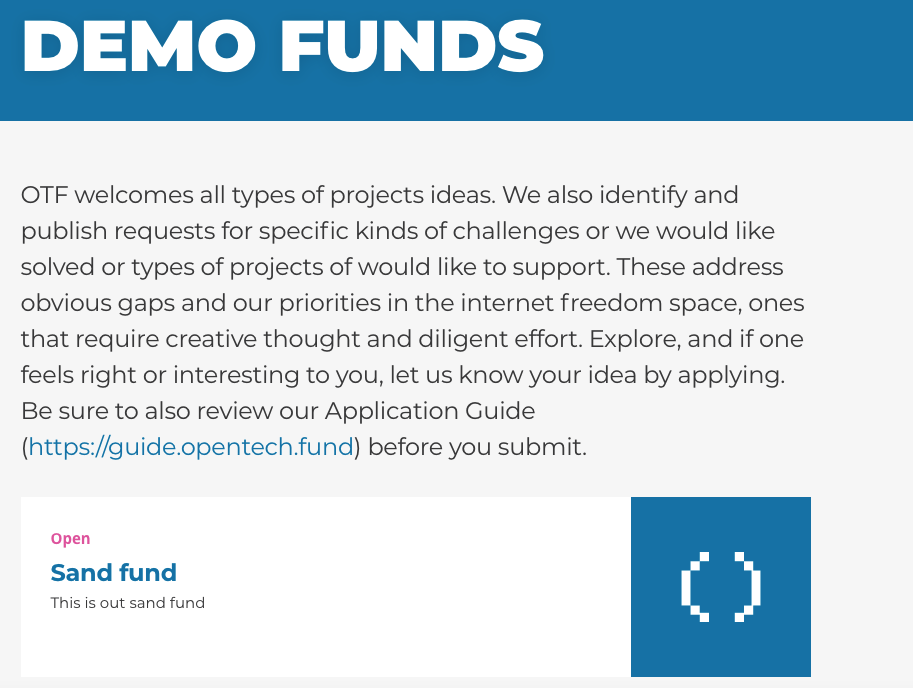 DEMO FUNDS
OTF welcomes all types of projects ideas. We also identify and
publish requests for specific kinds of challenges or we would like
solved or types of projects of would like to support. These address
obvious gaps and our priorities in the internet freedom space, ones
that require creative thought and diligent effort. Explore, and if one
feels right or interesting to you, let us know your idea by applying.
Be sure to also review our Application Guide
(https://guide.opentech.fund) before you submit.
Open
Sand fund
This is out sand fund